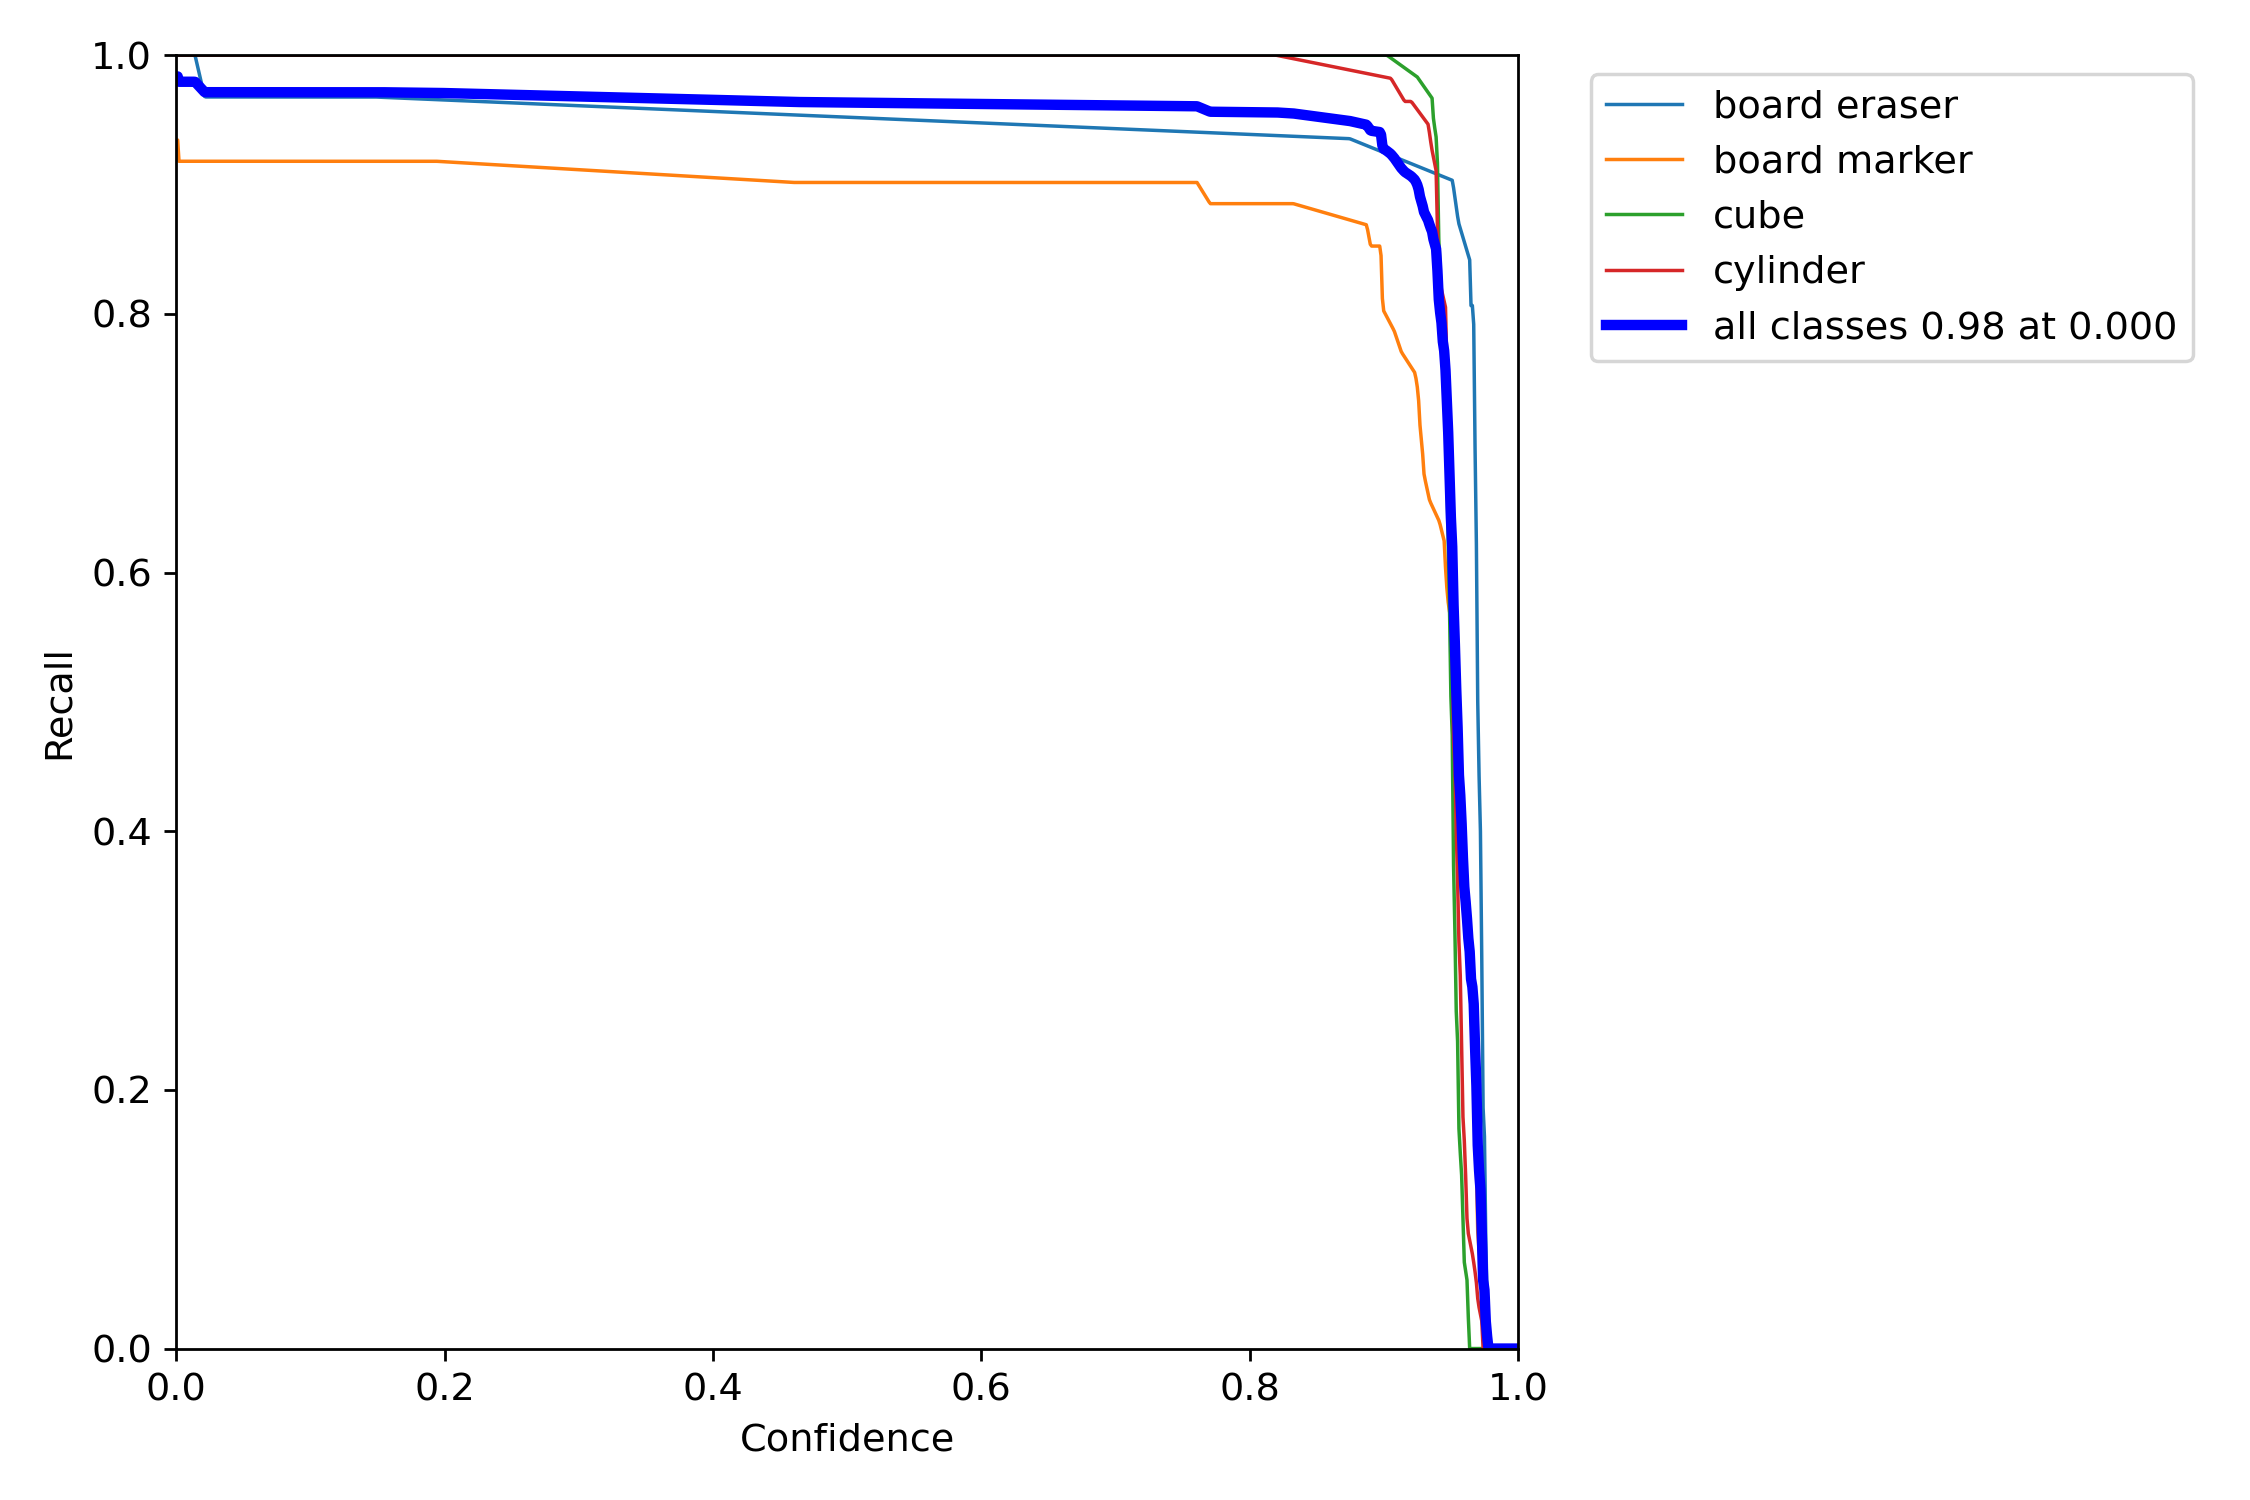 1.0
0.8
0.6
0.4
0.2
0.0
Recall
0.0 0.2 0.4 0.6 0.8 1.0
Confidence
board eraser
board marker
cube
cylinder
all classes 0.98 at 0.000